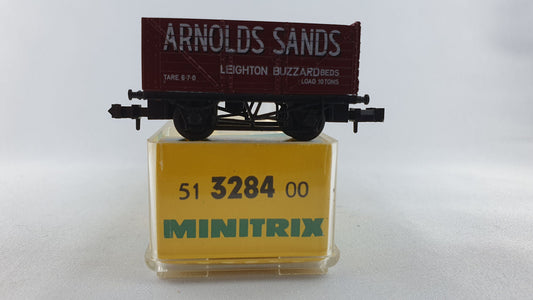 ARNOLDS SANDS
LEIGHTON BUZZARD BEDS
TARE 6-7-0 LOAD 10 TONS
51 3284 00
MINITRIX